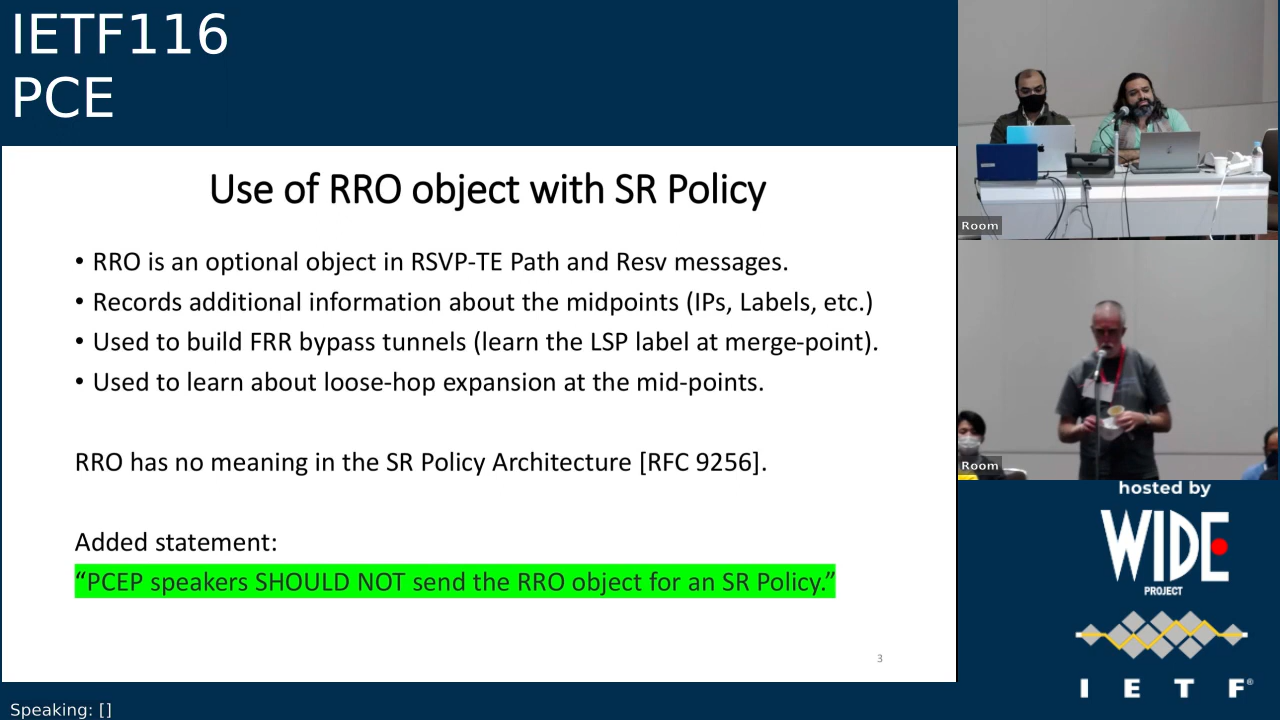 IETF116
PCE
Use of RRO object with SR Policy
• RRO is an optional object in RSVP-TE Path and Resv messages.
• Records additional information about the midpoints (IPs, Labels, etc.)
• Used to build FRR bypass tunnels (learn the LSP label at merge-point).
• Used to learn about loose-hop expansion at the mid-points.
RRO has no meaning in the SR Policy Architecture [RFC 9256].
Added statement:
“PCEP speakers SHOULD NOT send the RRO object for an SR Policy.”
3
Speaking: []
Room
Room
hosted by
WIDE
PROJECT
I E T F®